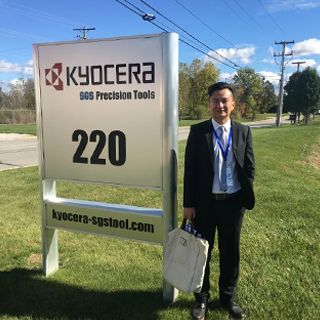 KYOCERA
SGS Precision Tools
220
kyocera-sgstool.com